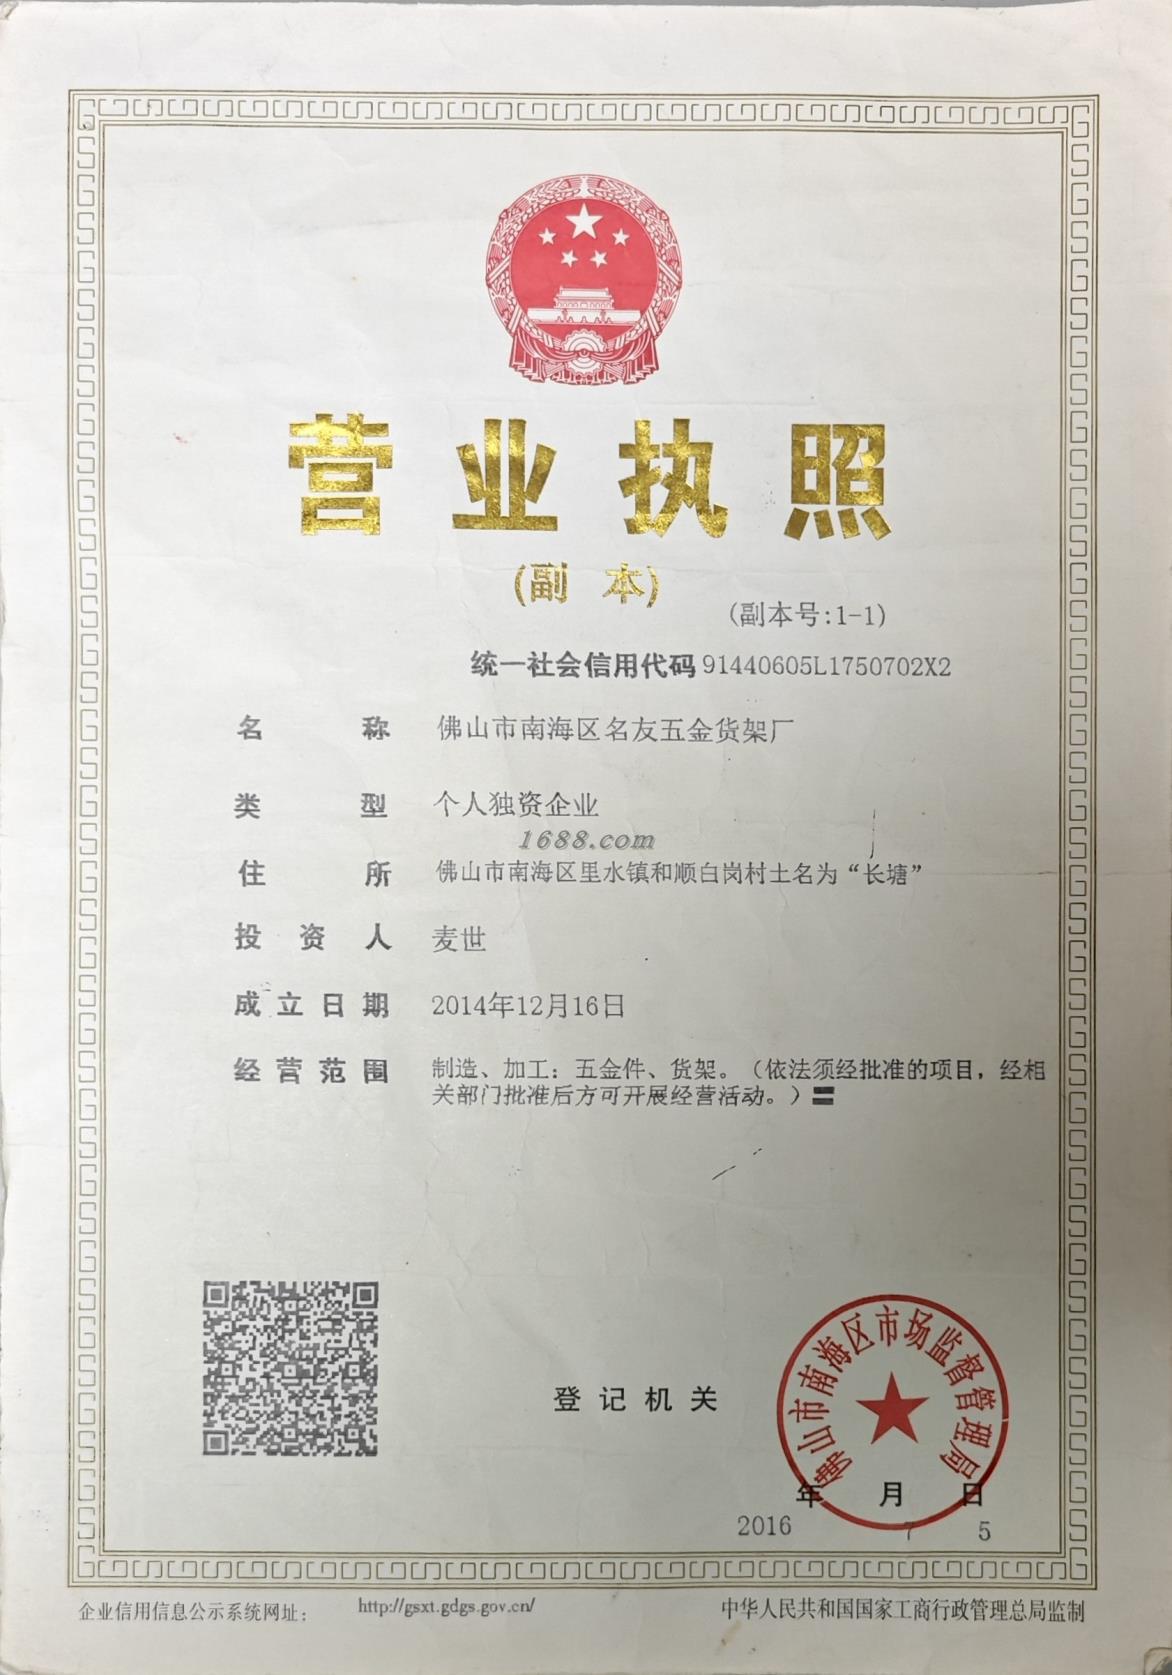 营业执照
(副 本)
(副本号:1-1)
统一社会信用代码 91440605L1750702X2
名 称 佛山市南海区名友五金货架厂
类 型 个人独资企业
1688.com
住 所 佛山市南海区里水镇和顺白岗村土名为“长塘”
投 资 人 麦世
成立日期 2014年12月16日
经营范围 制造、加工：五金件、货架。（依法须经批准的项目，经相
关部门批准后方可开展经营活动。）〓
登记机关
佛山市南海区市场监督管理局
年 月 日
2016 7 5
企业信用信息公示系统网址： http://gsxt.gdgs.gov.cn/ 中华人民共和国国家工商行政管理总局监制